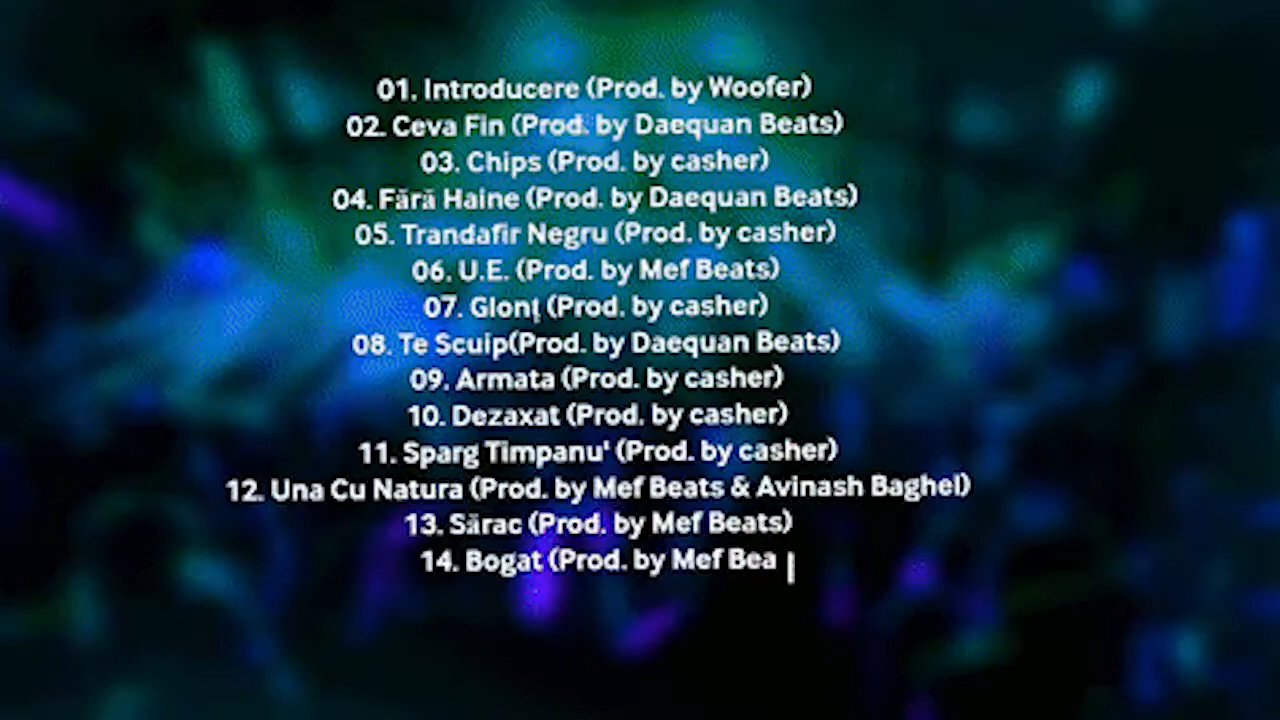 01. Introducere (Prod. by Woofer)
02. Ceva Fin (Prod. by Daequan Beats)
03. Chips (Prod. by casher)
04. Fără Haine (Prod. by Daequan Beats)
05. Trandafir Negru (Prod. by casher)
06. U.E. (Prod. by Mef Beats)
07. Glonț (Prod. by casher)
08. Te Scuip(Prod. by Daequan Beats)
09. Armata (Prod. by casher)
10. Dezaxat (Prod. by casher)
11. Sparg Timpanu' (Prod. by casher)
12. Una Cu Natura (Prod. by Mef Beats & Avinash Baghel)
13. Sărac (Prod. by Mef Beats)
14. Bogat (Prod. by Mef Bea